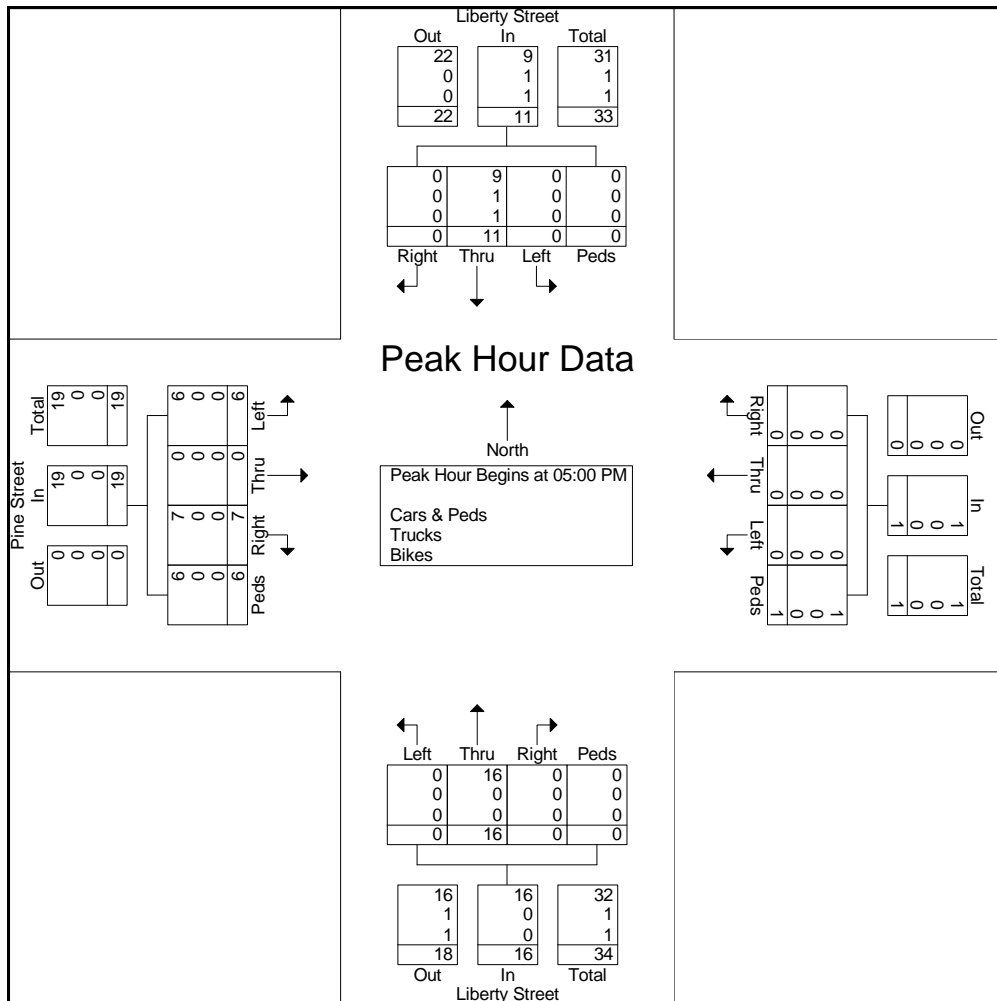 Liberty Street
Out In Total
22 9 31
0 1 1
0 1 1
22 11 33
0 9 0 0
0 1 0 0
0 1 0 0
0 11 0 0
Right Thru Left Peds
Peak Hour Data
Pine Street
Total
19 0 0 19
In
19 0 0 19
Out
0 0 0 0
6 0 0 6
Left
0 0 0 0
Thru
7 0 0 7
Right
6 0 0 6
Peds
North
Peak Hour Begins at 05:00 PM
Cars & Peds
Trucks
Bikes
Right
0 0 0 0
Thru
0 0 0 0
Left
0 0 0 0
Peds
1 0 0 1
Out
0 0 0 0
In
1 0 0 1
Total
1 0 0 1
Left Thru Right Peds
0 16 0 0
0 0 0 0
0 0 0 0
0 16 0 0
16 16 32
1 0 1
1 0 1
18 16 34
Out In Total
Liberty Street